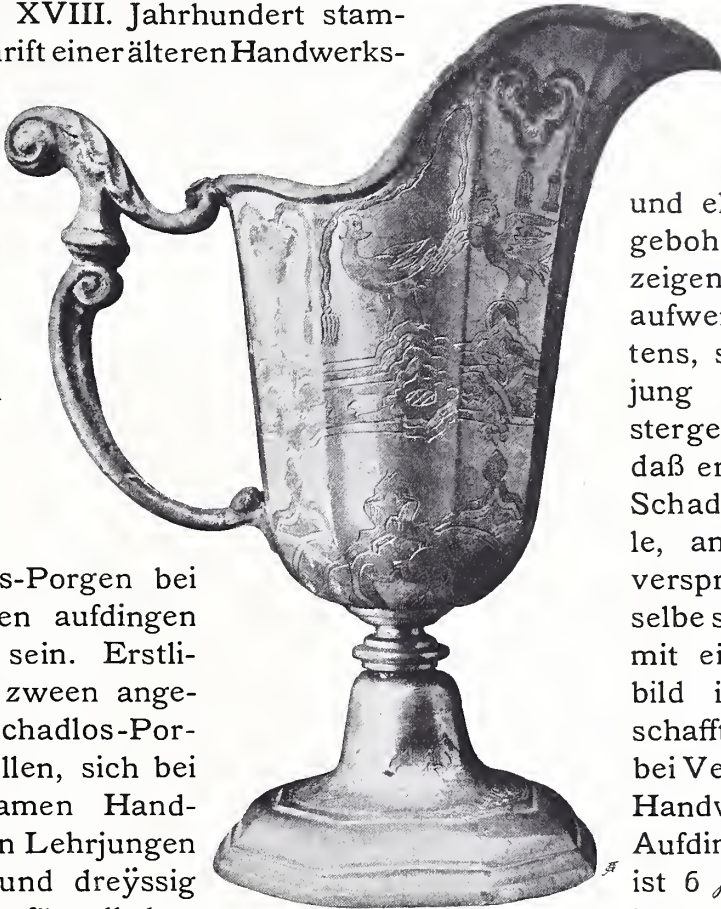 XVIII. Jahrhundert stam-
einer älteren Handwerks-
bei
en aufdingen
sein. Erstli-
zween ange-
chadlos-Por-
llen, sich bei
amen Hand-
n Lehrjungen
und dreÿssig
und
geboh
zeigen
aufwe
tens, s
jung
sterge
daß er
Schad
le, an
verspr
selbe s
mit ei
bild i
schafft
bei Ve
Handw
Aufdin
ist 6